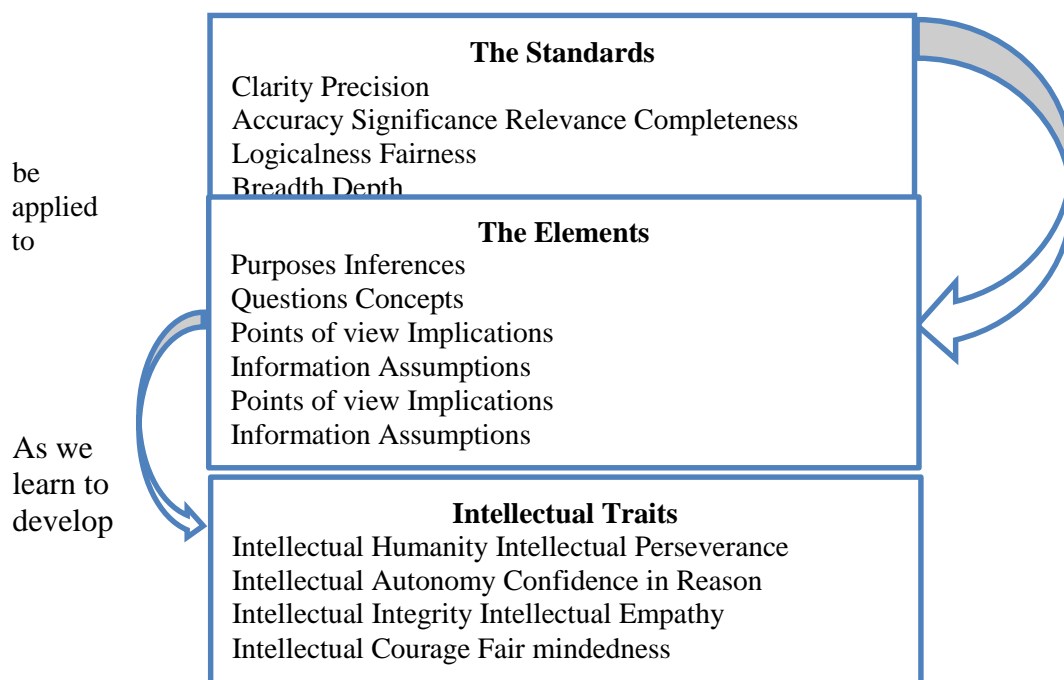 The Standards
Clarity Precision
Accuracy Significance Relevance Completeness
Logicalness Fairness
Breadth Depth
be
applied
to
The Elements
Purposes Inferences
Questions Concepts
Points of view Implications
Information Assumptions
Points of view Implications
Information Assumptions
As we
learn to
develop
Intellectual Traits
Intellectual Humanity Intellectual Perseverance
Intellectual Autonomy Confidence in Reason
Intellectual Integrity Intellectual Empathy
Intellectual Courage Fair mindedness